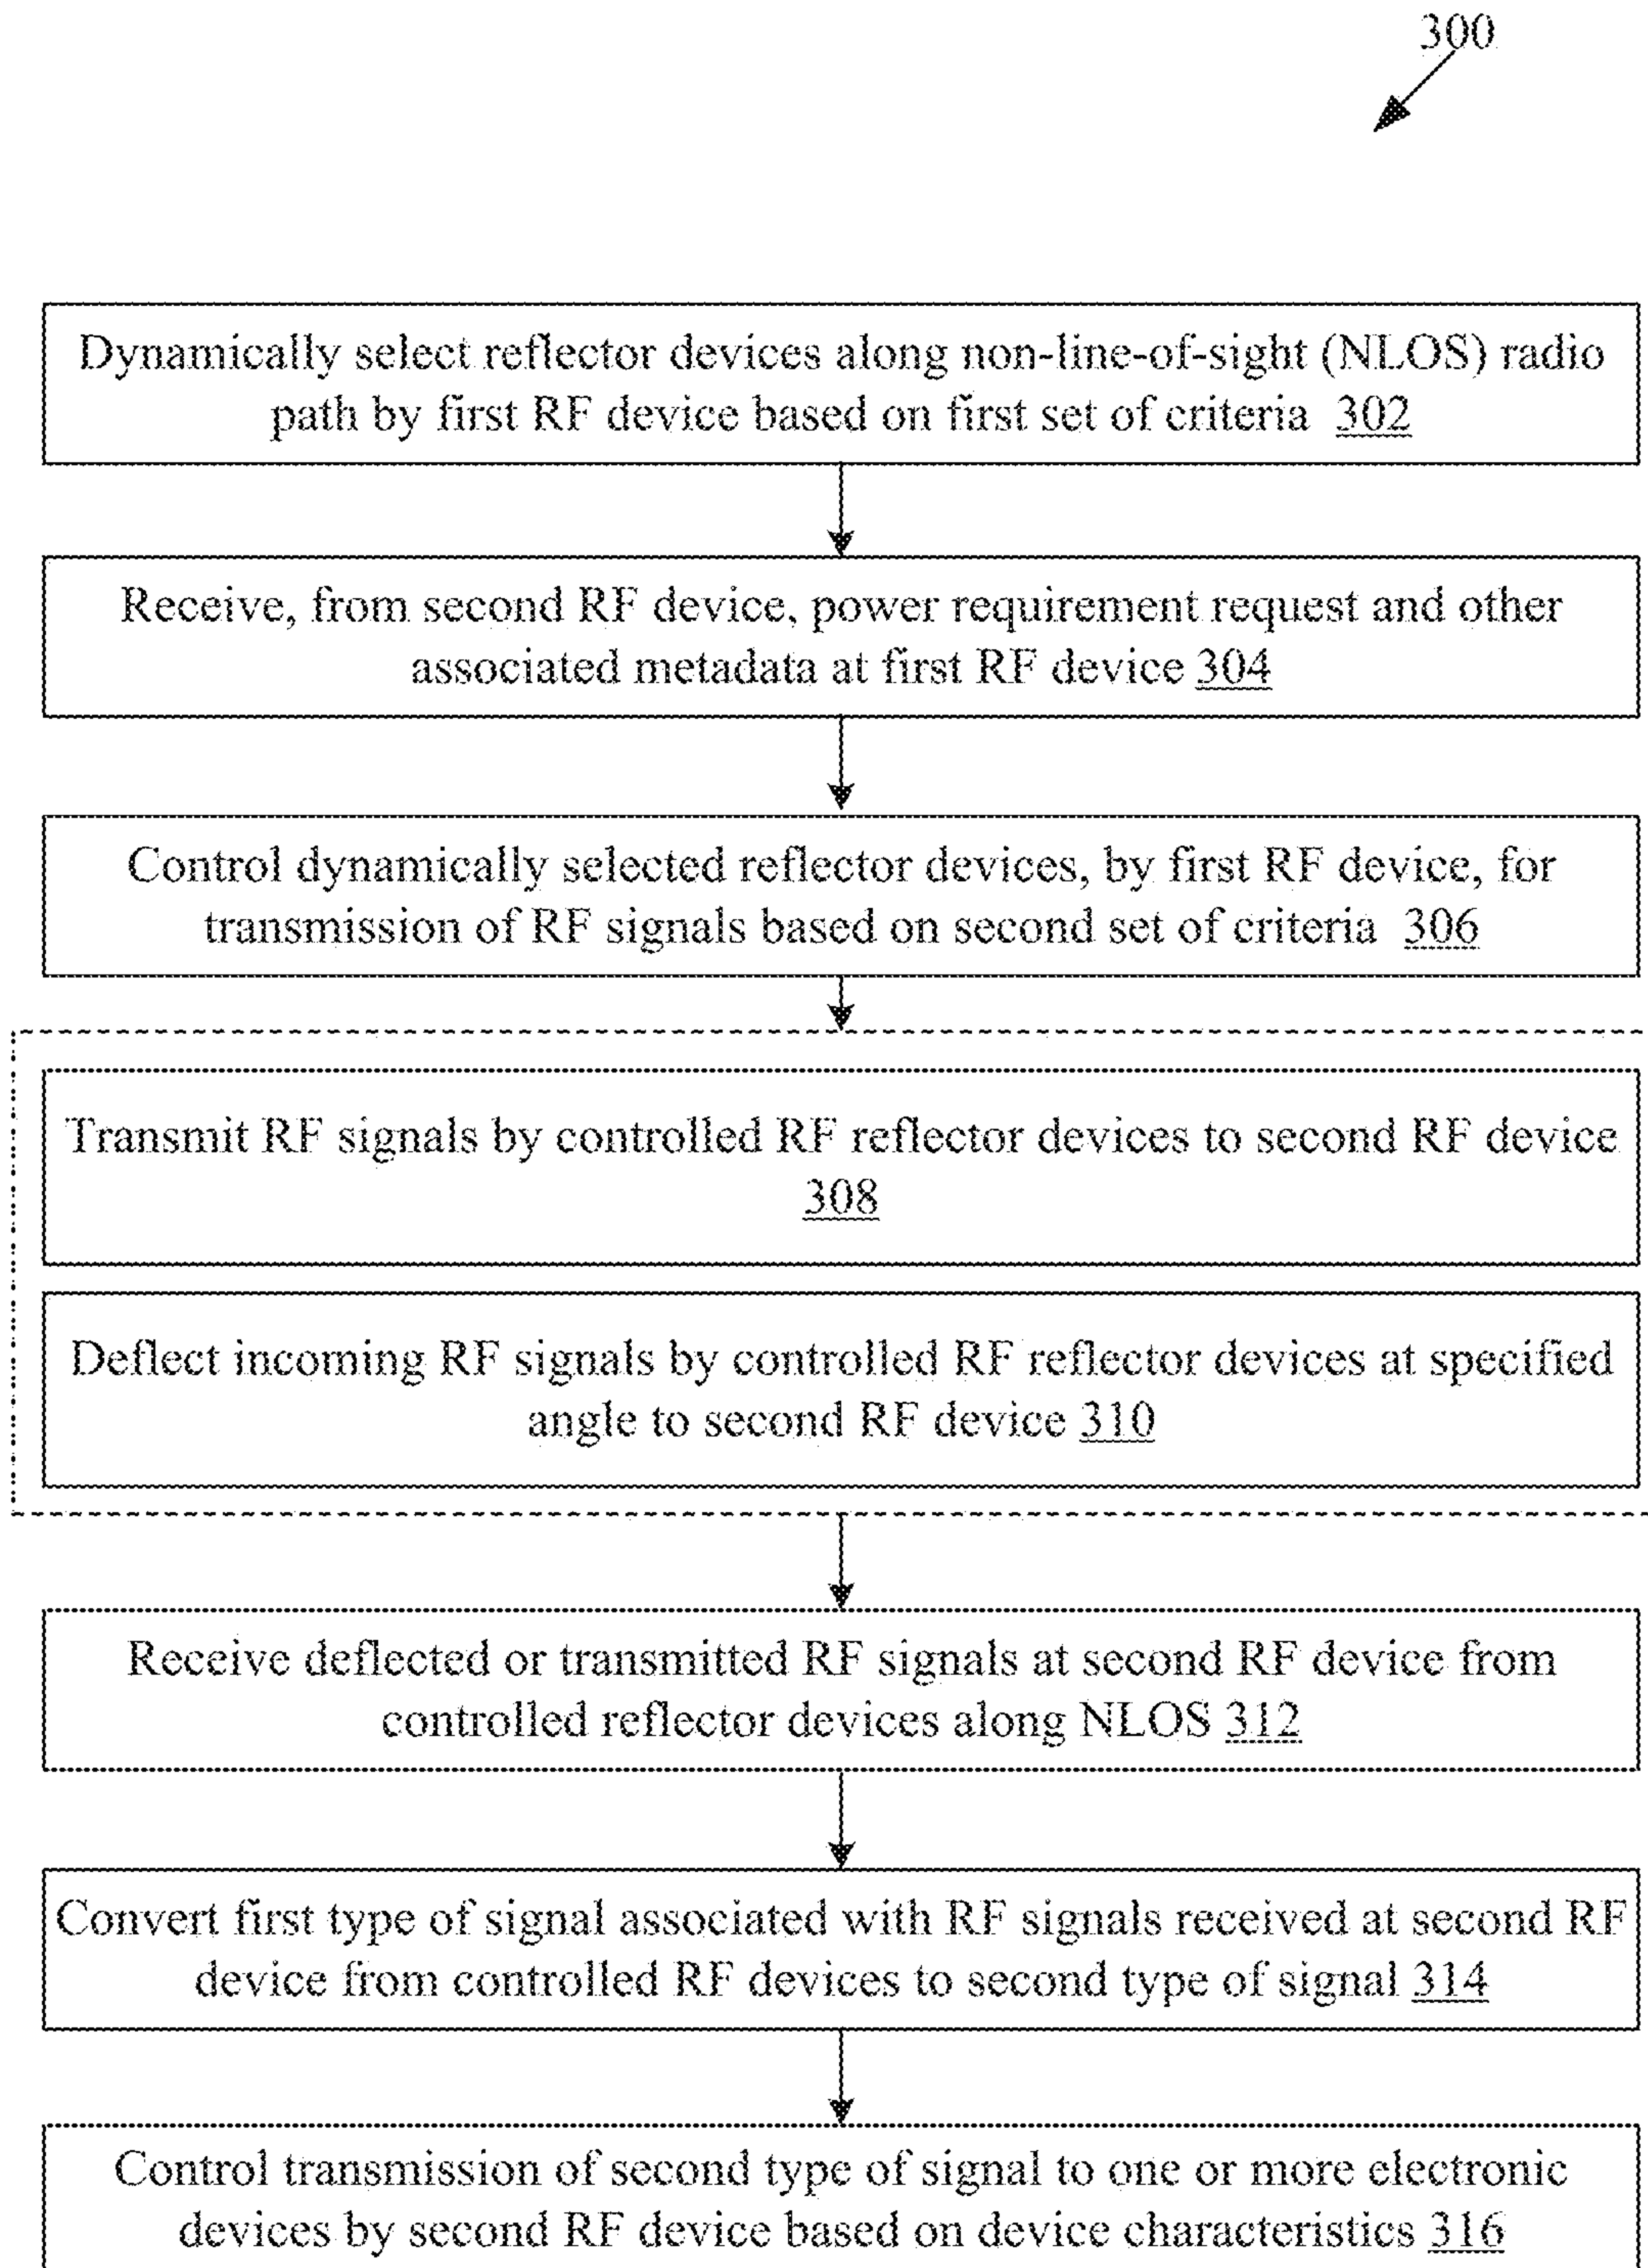 300
Dynamically select reflector devices along non-line-of-sight (NLOS) radio
path by first RF device based on first set of criteria 302
Receive, from second RF device, power requirement request and other
associated metadata at first RF device 304
Control dynamically selected reflector devices, by first RF device, for
transmission of RF signals based on second set of criteria 306
Transmit RF signals by controlled RF reflector devices to second RF device
308
Deflect incoming RF signals by controlled RF reflector devices at specified
angle to second RF device 310
Receive deflected or transmitted RF signals at second RF device from
controlled reflector devices along NLOS 312
Convert first type of signal associated with RF signals received at second RF
device from controlled RF devices to second type of signal 314
Control transmission of second type of signal to one or more electronic
devices by second RF device based on device characteristics 316